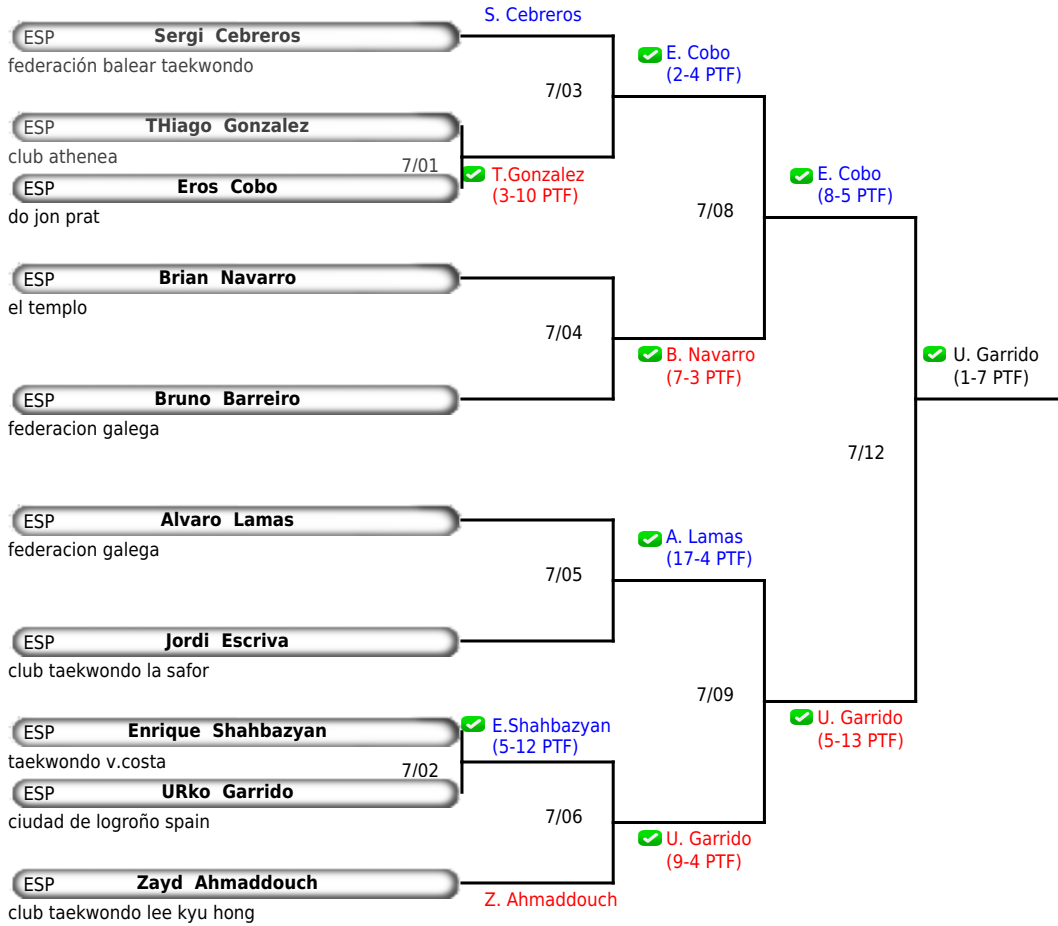 S. Cebreros
ESP Sergi Cebreros
federación balear taekwondo
E. Cobo
(2-4 PTF)
7/03
ESP THiago Gonzalez
club athenea
7/01
T.Gonzalez
(3-10 PTF)
ESP Eros Cobo
do jon prat
E. Cobo
(8-5 PTF)
7/08
ESP Brian Navarro
el templo
7/04
B. Navarro
(7-3 PTF)
U. Garrido
(1-7 PTF)
ESP Bruno Barreiro
federacion galega
7/12
ESP Alvaro Lamas
federacion galega
A. Lamas
(17-4 PTF)
7/05
ESP Jordi Escriva
club taekwondo la safor
7/09
U. Garrido
(5-13 PTF)
ESP Enrique Shahbazyan
taekwondo v.costa
E.Shahbazyan
(5-12 PTF)
7/02
ESP URko Garrido
ciudad de logroño spain
7/06
U. Garrido
(9-4 PTF)
ESP Zayd Ahmaddouch
club taekwondo lee kyu hong
Z. Ahmaddouch